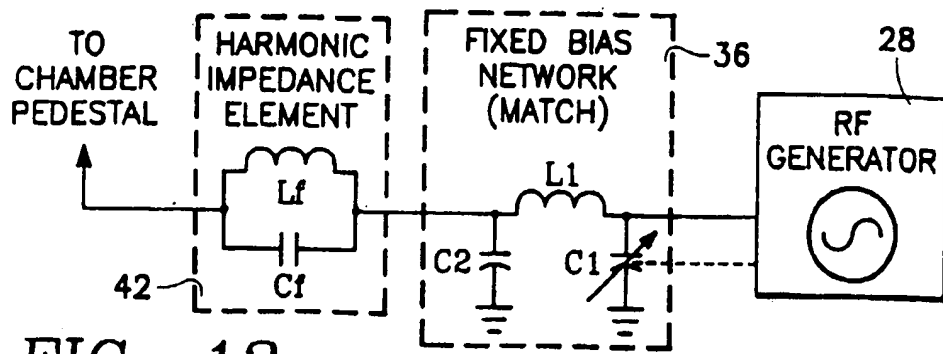 TO
CHAMBER
PEDESTAL
HARMONIC
IMPEDANCE
ELEMENT
Lf
Cf
42
FIXED BIAS
NETWORK
(MATCH)
36
L1
C2
C1
28
RF
GENERATOR